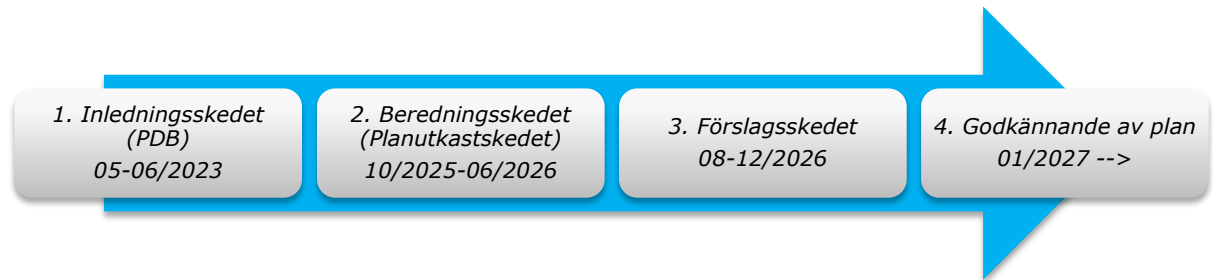 1. Inledningsskedet
(PDB)
05-06/2023
2. Beredningsskedet
(Planutkastskedet)
10/2025-06/2026
3. Förslagsskedet
08-12/2026
4. Godkännande av plan
01/2027 -->